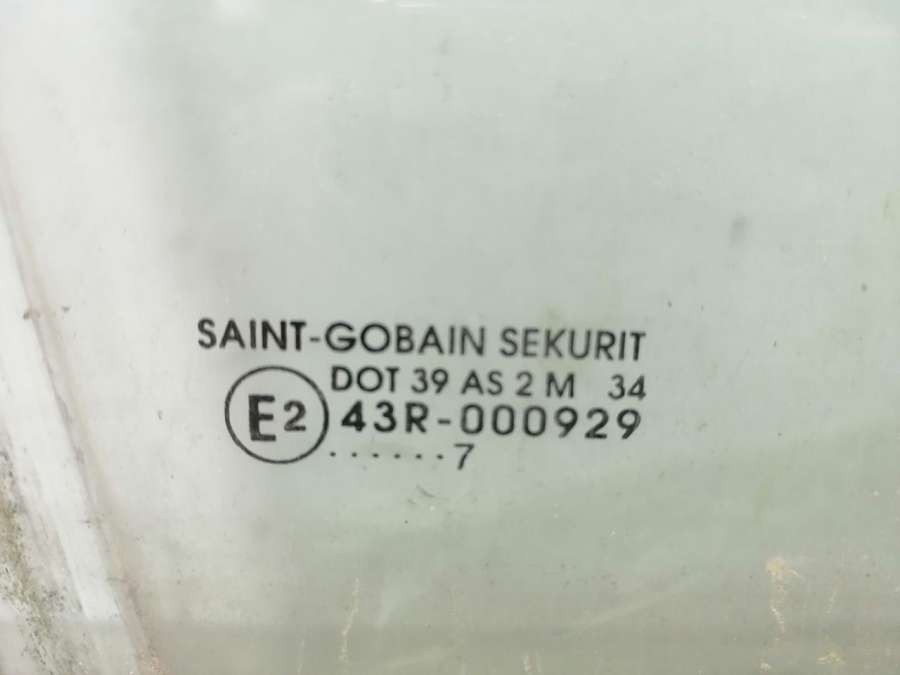 SAINT-GOBAIN SEKURIT
DOT 39 AS 2 M 34
E2 43R-000929
......7